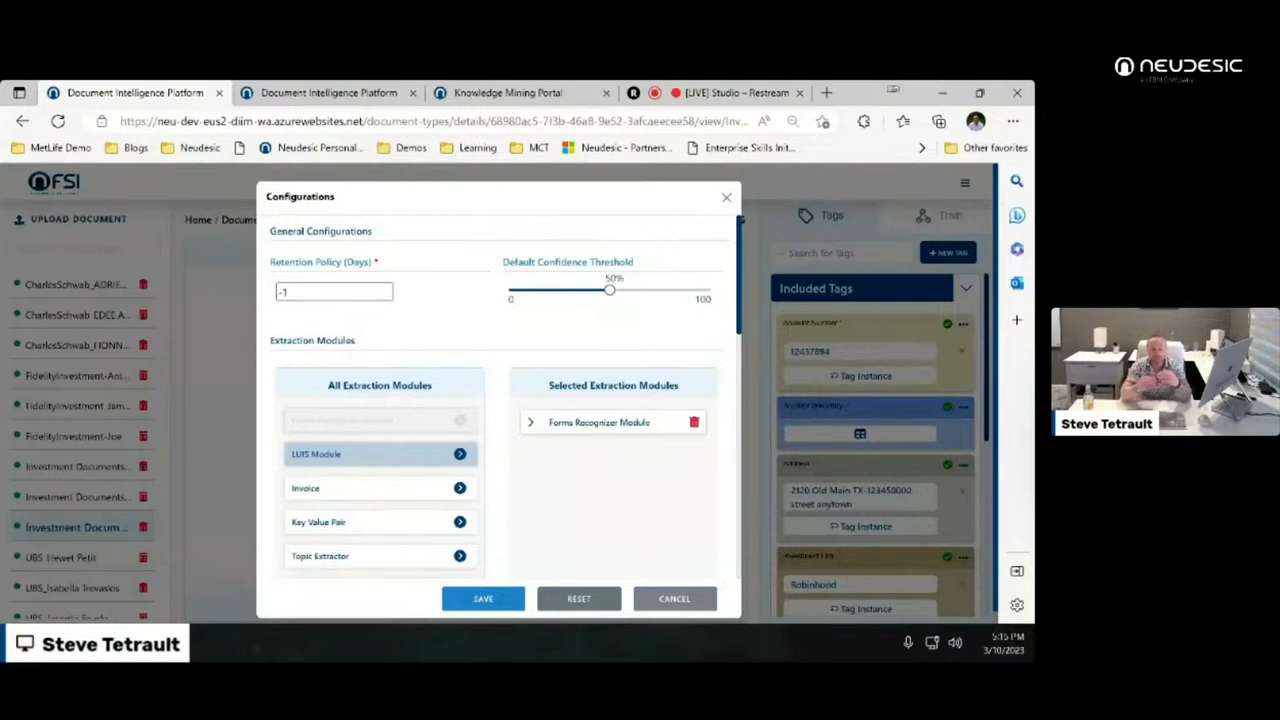 NEUDESIC
an IBM Company
Document Intelligence Platform
Document Intelligence Platform
Knowledge Mining Portal
R
[LIVE] Studio – Restream
https://neu-dev-eus2-diim-wa.azurewebsites.net/document-types/details/68980ac5-7f3b-46a8-9e52-3afcaeecee58/view/Inv...
MetLife Demo
Blogs
Neudesic
Neudesic Personal...
Demos
Learning
MCT
Neudesic - Partners...
Enterprise Skills Init...
Other favorites
FSI
UPLOAD DOCUMENT
Home / Docume
CharlesSchwab_ADRIE...
CharlesSchwab_EDEE A...
CharlesSchwab_FIONN...
FidelityInvestment-Ant...
FidelityInvestment Jam...
FidelityInvestment-Joe
Investment Documents...
Investment Documents...
Investment Docum...
UBS_Hewet Petit
UBS_Isabella Trevasios
Configurations
General Configurations
Retention Policy (Days) *
-1
Default Confidence Threshold
50%
0
100
Extraction Modules
All Extraction Modules
LUIS Module
Invoice
Key Value Pair
Topic Extractor
Selected Extraction Modules
Forms Recognizer Module
SAVE
RESET
CANCEL
Tags
Train
Search for Tags
+ NEW TAG
Included Tags
Account Number *
12437894
Tag Instance
Address
2120 Old Main TX-123450000
street anytown
Tag Instance
Robinhood
Tag Instance
5:15 PM
3/10/2023
Steve Tetrault
Steve Tetrault